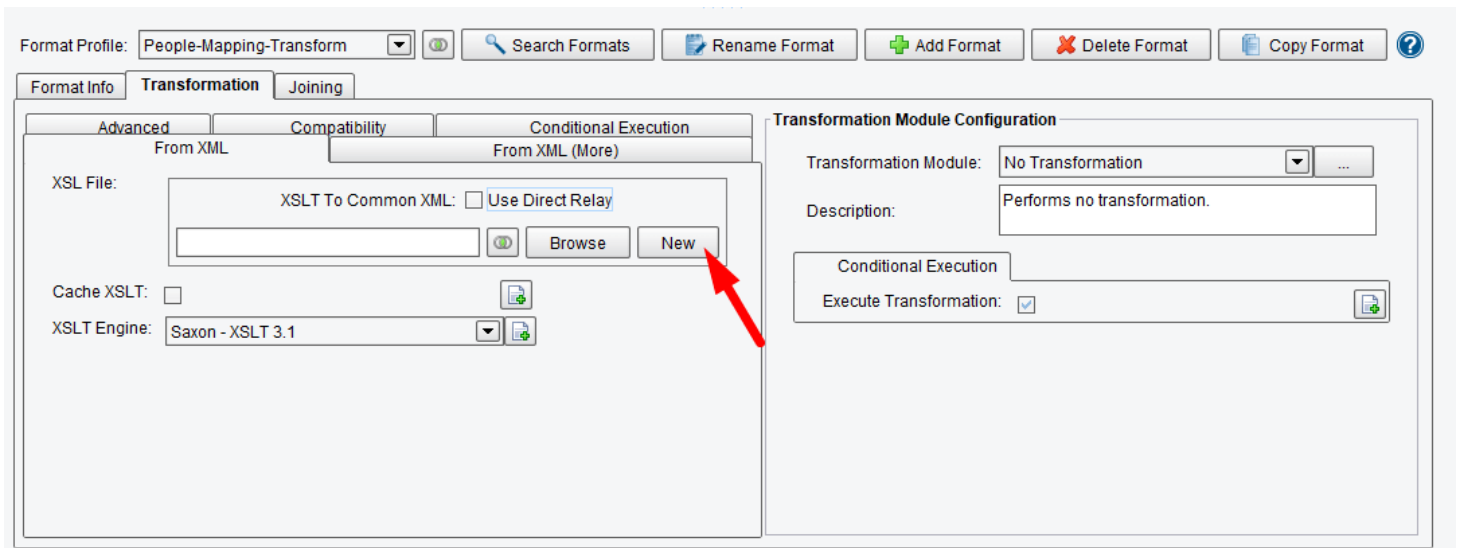 Format Profile: People-Mapping-Transform Search Formats Rename Format Add Format Delete Format Copy Format ?
Format Info Transformation Joining
Advanced Compatibility Conditional Execution
From XML From XML (More)
XSL File:
XSLT To Common XML: Use Direct Relay
Browse New
Cache XSLT:
XSLT Engine: Saxon - XSLT 3.1
Transformation Module Configuration
Transformation Module: No Transformation ...
Description: Performs no transformation.
Conditional Execution
Execute Transformation: